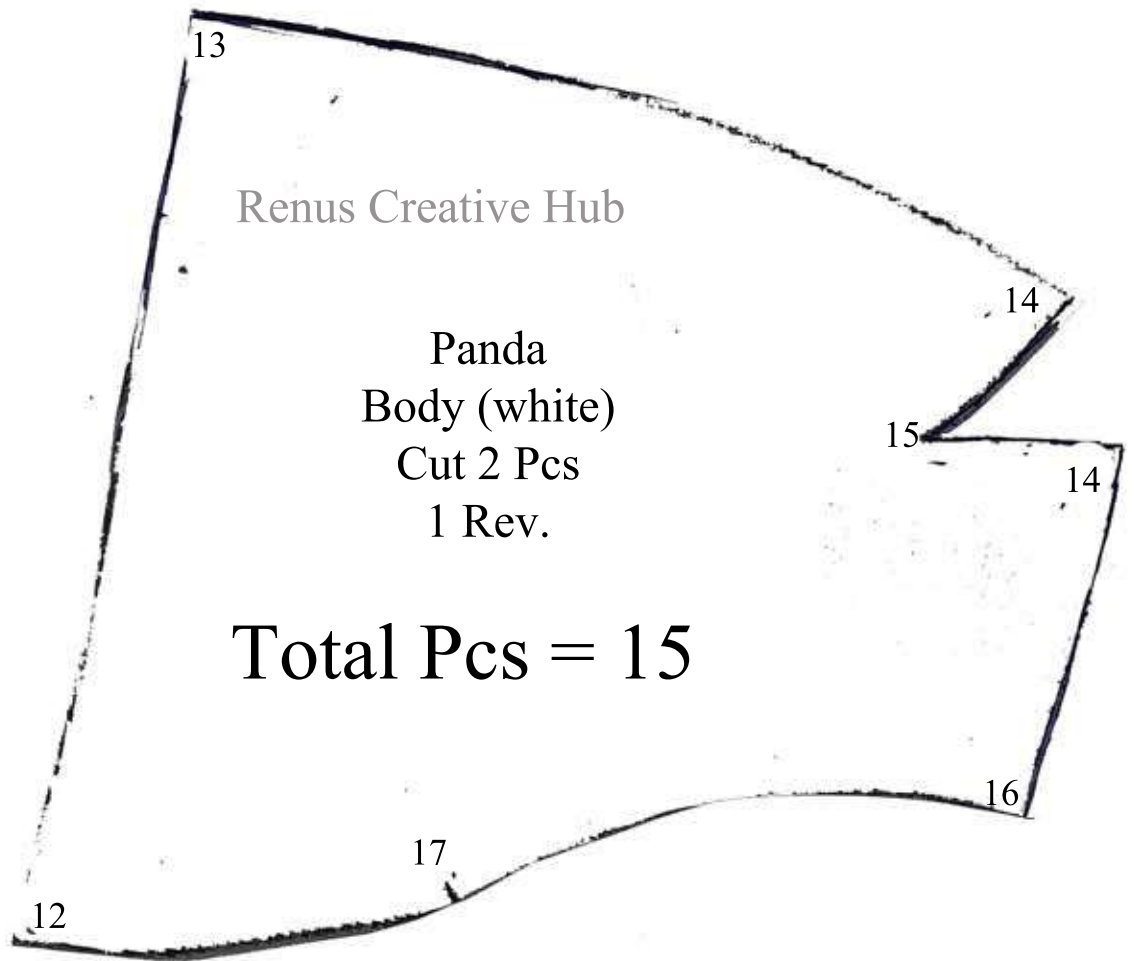 13
Renus Creative Hub
14
Panda
Body (white)
Cut 2 Pcs
1 Rev.
15
14
Total Pcs = 15
16
17
12